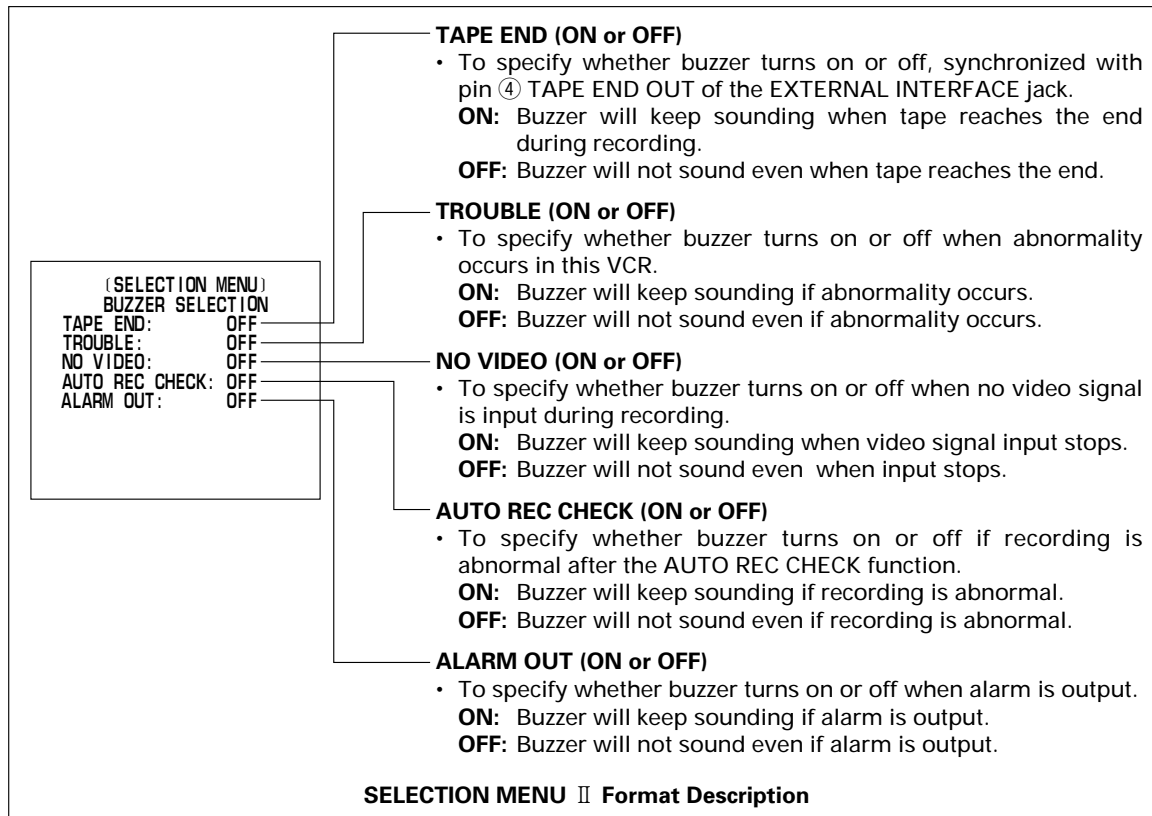 TAPE END (ON or OFF)
• To specify whether buzzer turns on or off, synchronized with
pin ④ TAPE END OUT of the EXTERNAL INTERFACE jack.
ON: Buzzer will keep sounding when tape reaches the end
during recording.
OFF: Buzzer will not sound even when tape reaches the end.
TROUBLE (ON or OFF)
• To specify whether buzzer turns on or off when abnormality
occurs in this VCR.
ON: Buzzer will keep sounding if abnormality occurs.
OFF: Buzzer will not sound even if abnormality occurs.
(SELECTION MENU)
BUZZER SELECTION
TAPE END: OFF
TROUBLE: OFF
NO VIDEO: OFF
AUTO REC CHECK: OFF
ALARM OUT: OFF
NO VIDEO (ON or OFF)
• To specify whether buzzer turns on or off when no video signal
is input during recording.
ON: Buzzer will keep sounding when video signal input stops.
OFF: Buzzer will not sound even when input stops.
AUTO REC CHECK (ON or OFF)
• To specify whether buzzer turns on or off if recording is
abnormal after the AUTO REC CHECK function.
ON: Buzzer will keep sounding if recording is abnormal.
OFF: Buzzer will not sound even if recording is abnormal.
ALARM OUT (ON or OFF)
• To specify whether buzzer turns on or off when alarm is output.
ON: Buzzer will keep sounding if alarm is output.
OFF: Buzzer will not sound even if alarm is output.
SELECTION MENU Ⅱ Format Description